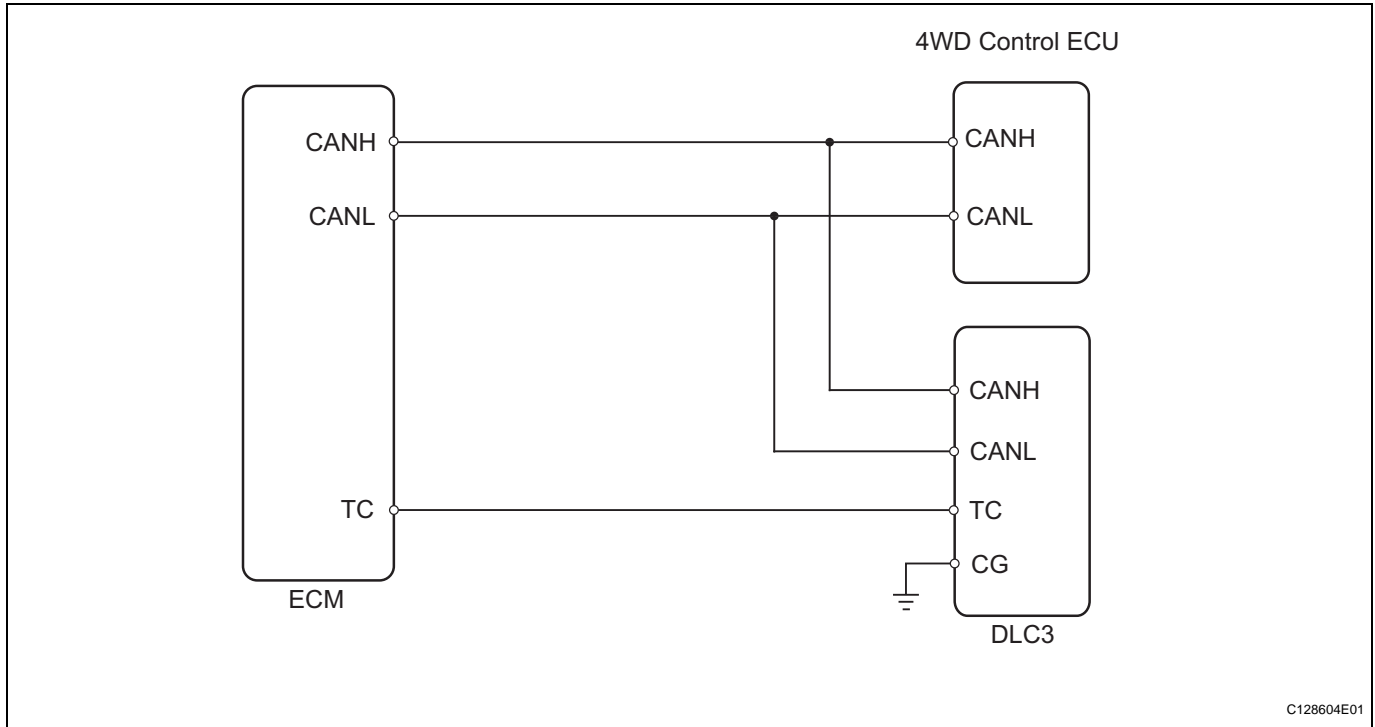 4WD Control ECU
CANH
CANL
TC
ECM
CANH
CANL
CANH
CANL
TC
CG
DLC3
C128604E01